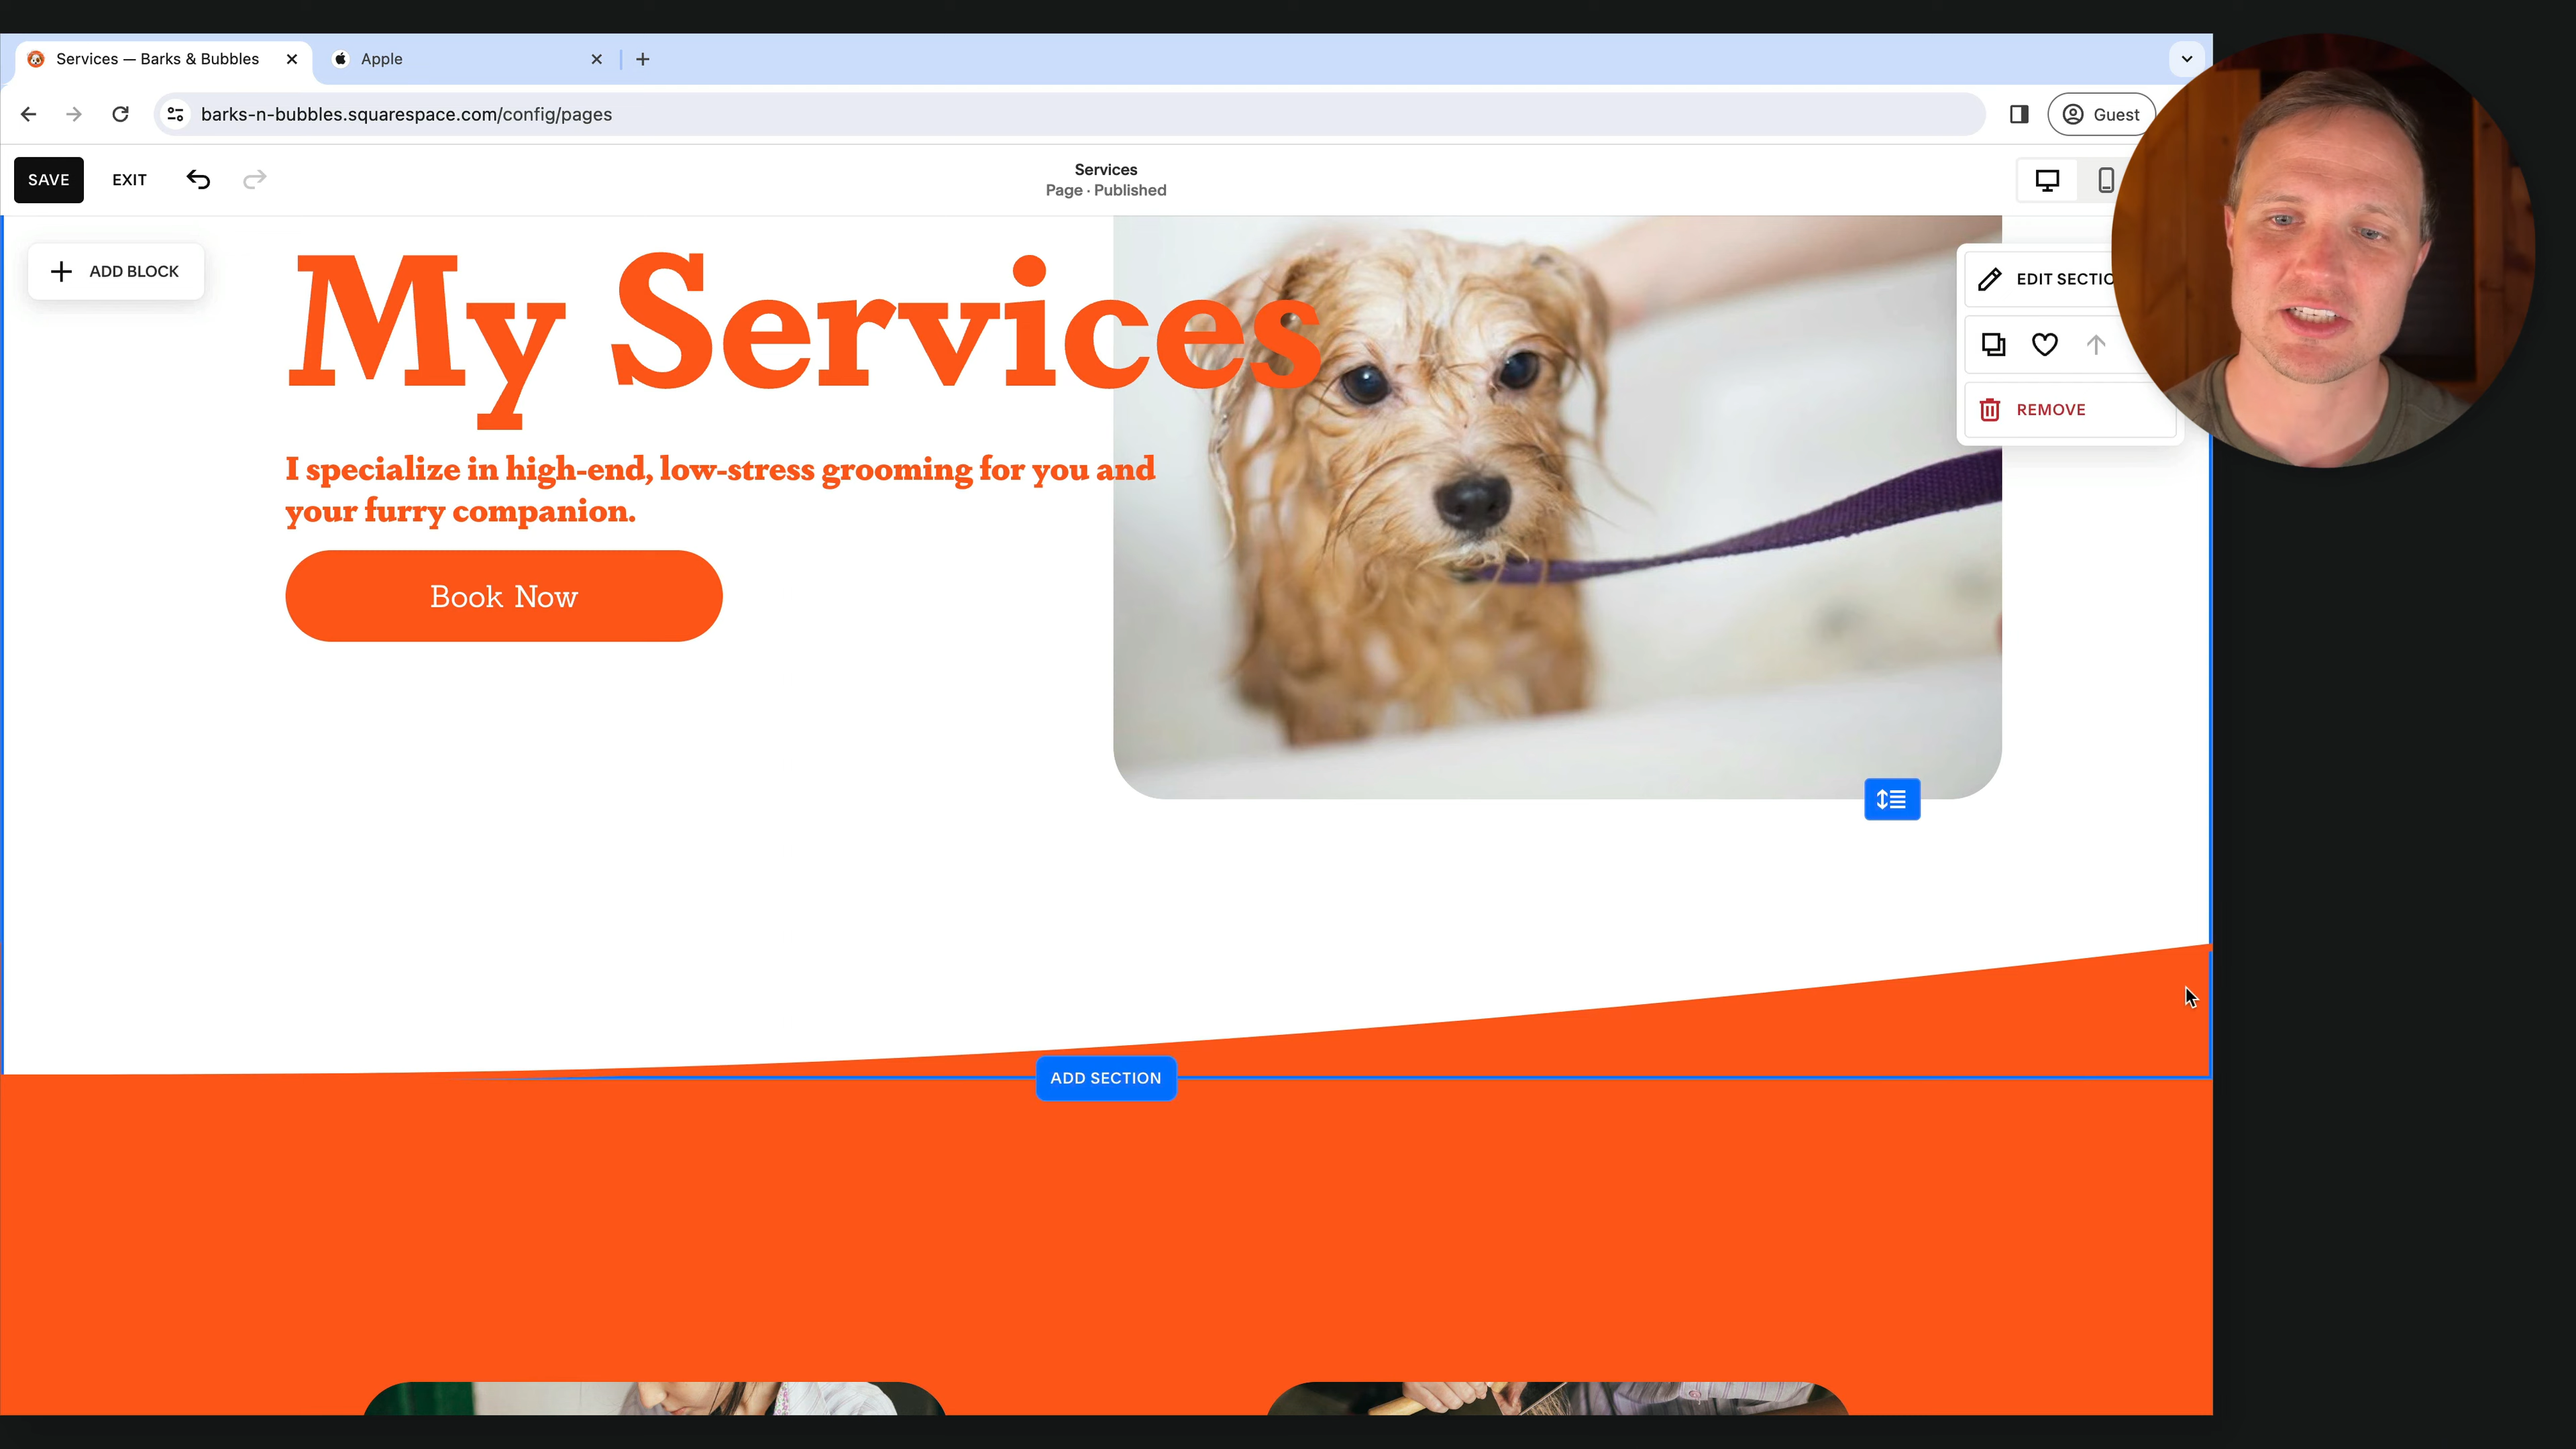 Services — Barks & Bubbles
Apple
barks-n-bubbles.squarespace.com/config/pages
Guest
SAVE
EXIT
Services
Page · Published
ADD BLOCK
My Services
EDIT SECTIO
REMOVE
I specialize in high-end, low-stress grooming for you and
your furry companion.
Book Now
ADD SECTION